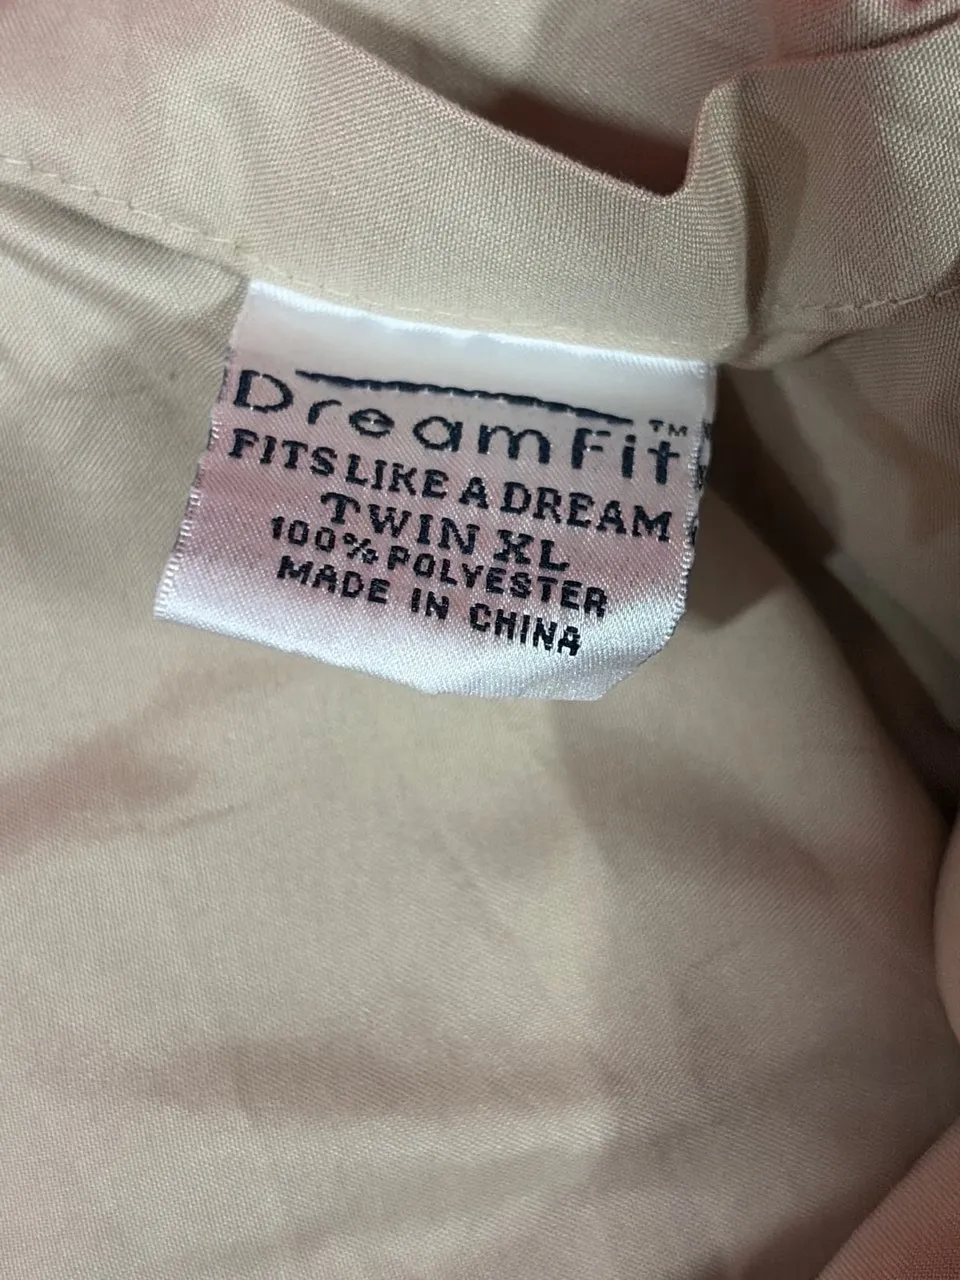 DreamFit™
FITS LIKE A DREAM
TWIN XL
100% POLYESTER
MADE IN CHINA